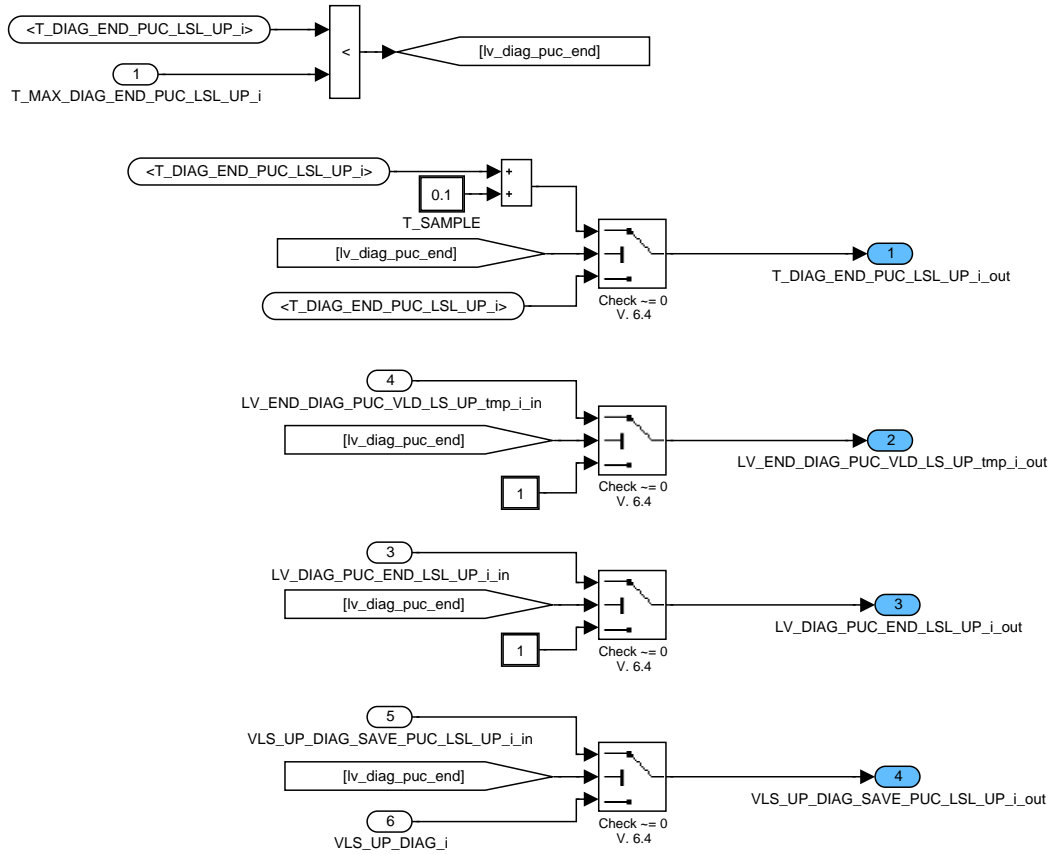 <T_DIAG_END_PUC_LSL_UP_i>
<
[lv_diag_puc_end]
1
T_MAX_DIAG_END_PUC_LSL_UP_i
<T_DIAG_END_PUC_LSL_UP_i>
+
+
0.1
T_SAMPLE
[lv_diag_puc_end]
1
T_DIAG_END_PUC_LSL_UP_i_out
<T_DIAG_END_PUC_LSL_UP_i>
Check ~= 0
V. 6.4
4
LV_END_DIAG_PUC_VLD_LS_UP_tmp_i_in
[lv_diag_puc_end]
2
LV_END_DIAG_PUC_VLD_LS_UP_tmp_i_out
1
Check ~= 0
V. 6.4
3
LV_DIAG_PUC_END_LSL_UP_i_in
[lv_diag_puc_end]
3
LV_DIAG_PUC_END_LSL_UP_i_out
1
Check ~= 0
V. 6.4
5
VLS_UP_DIAG_SAVE_PUC_LSL_UP_i_in
[lv_diag_puc_end]
4
VLS_UP_DIAG_SAVE_PUC_LSL_UP_i_out
6
VLS_UP_DIAG_i
Check ~= 0
V. 6.4